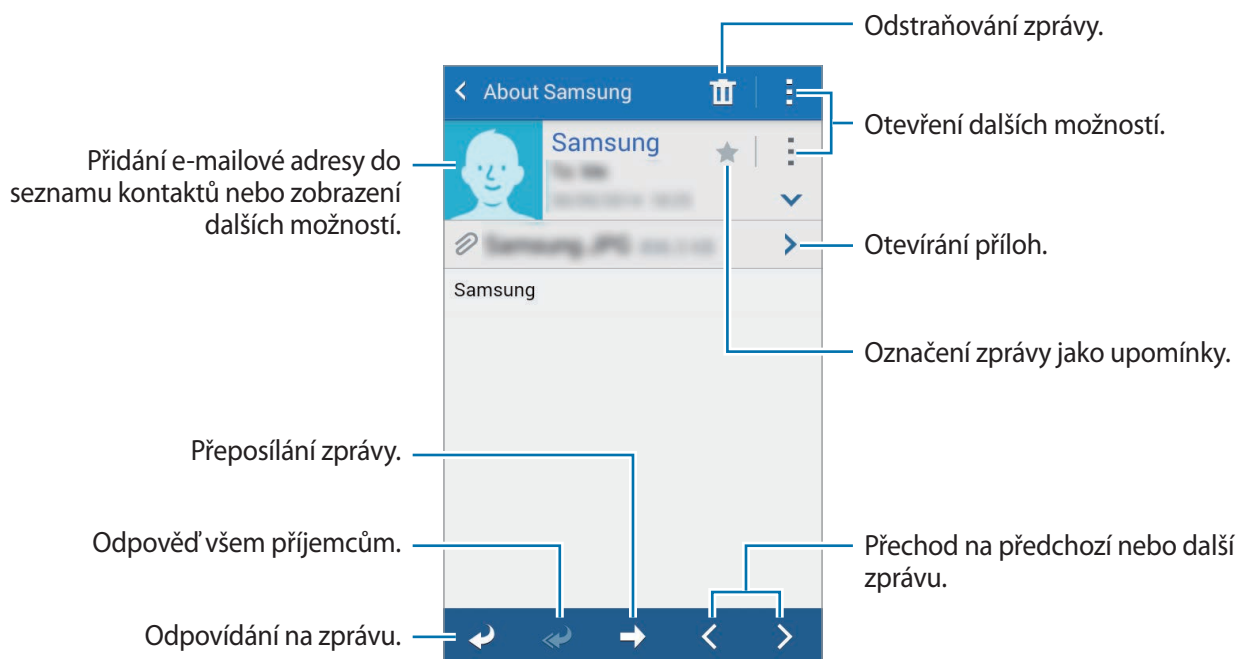 Odstraňování zprávy.
About Samsung
Otevření dalších možností.
Samsung
Přidání e-mailové adresy do
seznamu kontaktů nebo zobrazení
dalších možností.
Otevírání příloh.
Samsung
Označení zprávy jako upomínky.
Přeposílání zprávy.
Odpověď všem příjemcům.
Přechod na předchozí nebo další
zprávu.
Odpovídání na zprávu.